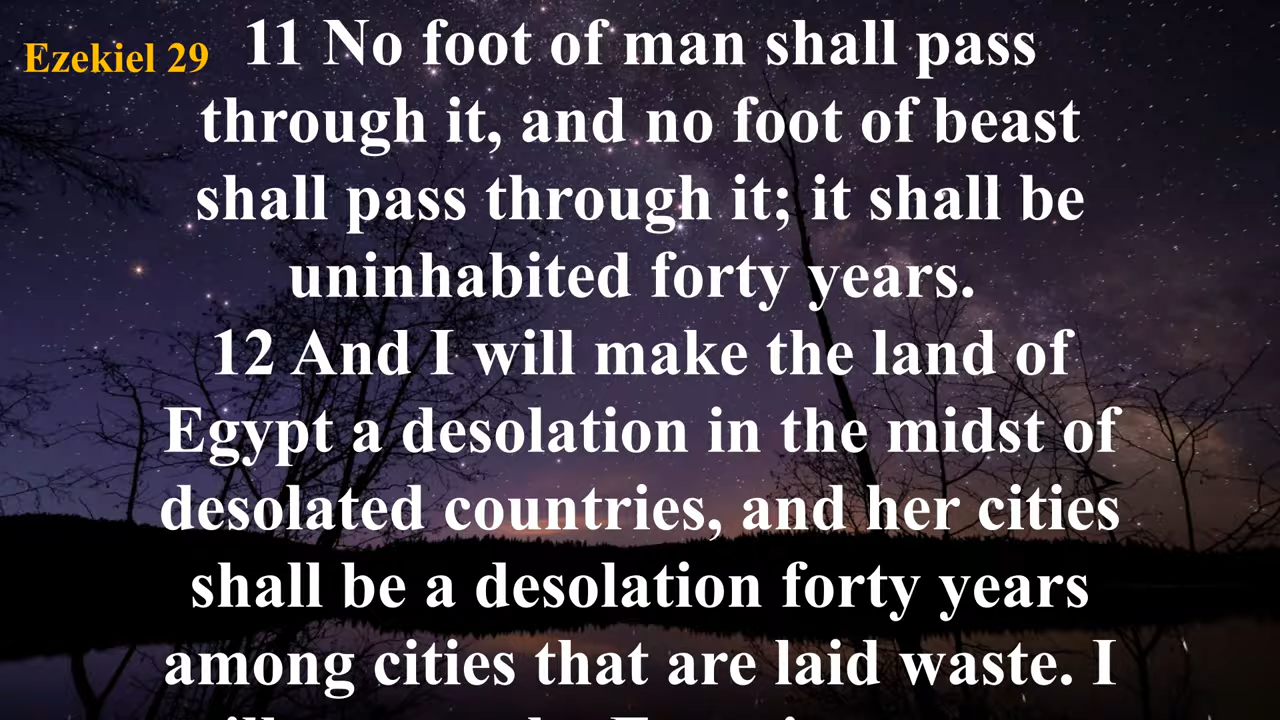 Ezekiel 29
11 No foot of man shall pass
through it, and no foot of beast
shall pass through it; it shall be
uninhabited forty years.
12 And I will make the land of
Egypt a desolation in the midst of
desolated countries, and her cities
shall be a desolation forty years
among cities that are laid waste. I